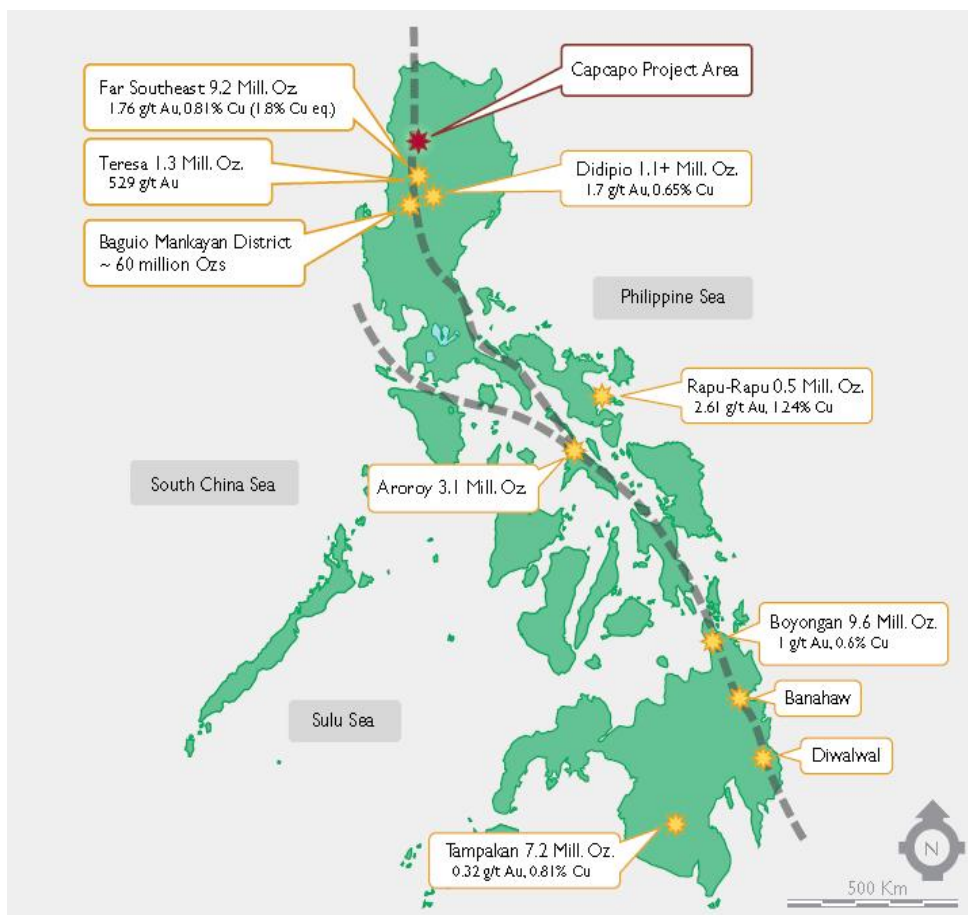 Capcapo Project Area
Far Southeast 9.2 Mill. Oz
1.76 g/t Au, 0.81% Cu (1.8% Cu eq.)
Teresa 1.3 Mill. Oz.
529 g/t Au
Didipio 1.1+ Mill. Oz.
1.7 g/t Au, 0.65% Cu
Baguio Mankayan District
~ 60 million Ozs
Philippine Sea
Rapu-Rapu 0.5 Mill. Oz.
2.61 g/t Au, 1.24% Cu
South China Sea
Aroroy 3.1 Mill. Oz
Boyongan 9.6 Mill. Oz.
1 g/t Au, 0.6% Cu
Banahaw
Sulu Sea
Diwalwal
Tampakan 7.2 Mill. Oz.
0.32 g/t Au, 0.81% Cu
N
500 Km